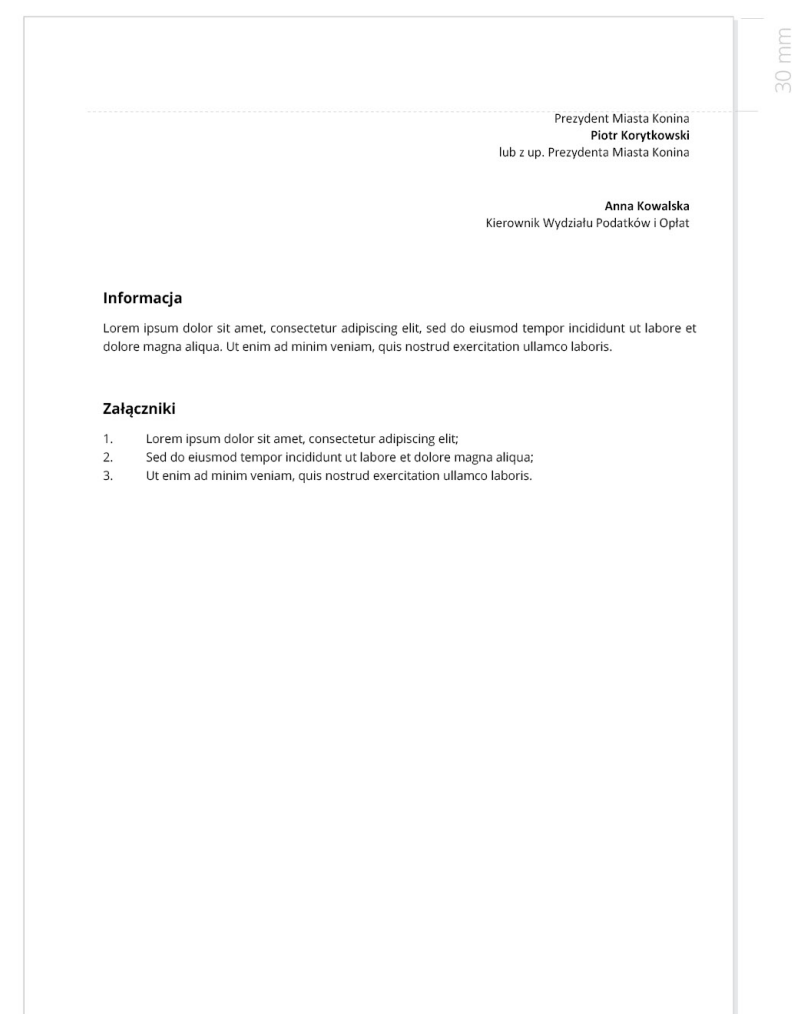 30 mm
Prezydent Miasta Konina
Piotr Korytkowski
lub z up. Prezydenta Miasta Konina
Anna Kowalska
Kierownik Wydziału Podatków i Opłat
Informacja
Lorem ipsum dolor sit amet, consectetur adipiscing elit, sed do eiusmod tempor incididunt ut labore et
dolore magna aliqua. Ut enim ad minim veniam, quis nostrud exercitation ullamco laboris.
Załączniki
1. Lorem ipsum dolor sit amet, consectetur adipiscing elit;
2. Sed do eiusmod tempor incididunt ut labore et dolore magna aliqua;
3. Ut enim ad minim veniam, quis nostrud exercitation ullamco laboris.